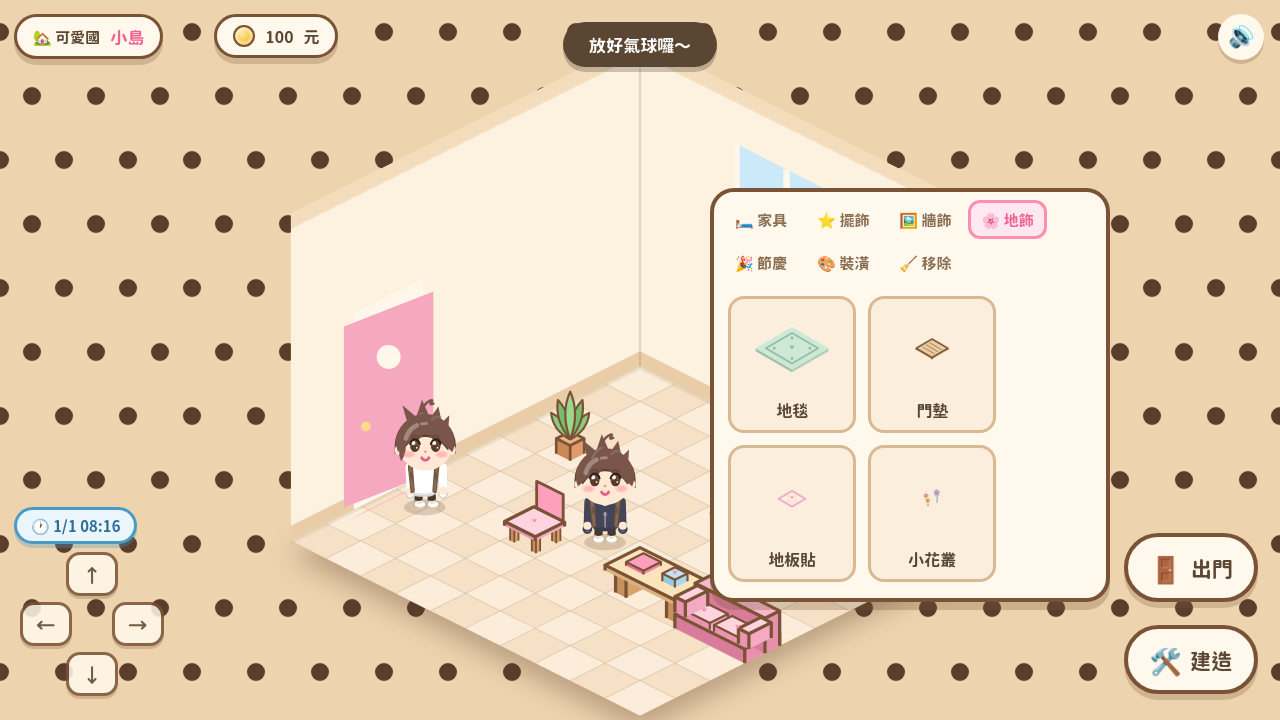 可愛國 小島
100 元
放好氣球囉～
家具
擺飾
牆飾
地飾
節慶
裝潢
移除
地毯
門墊
地板貼
小花叢
1/1 08:16
↑
← →
↓
出門
建造